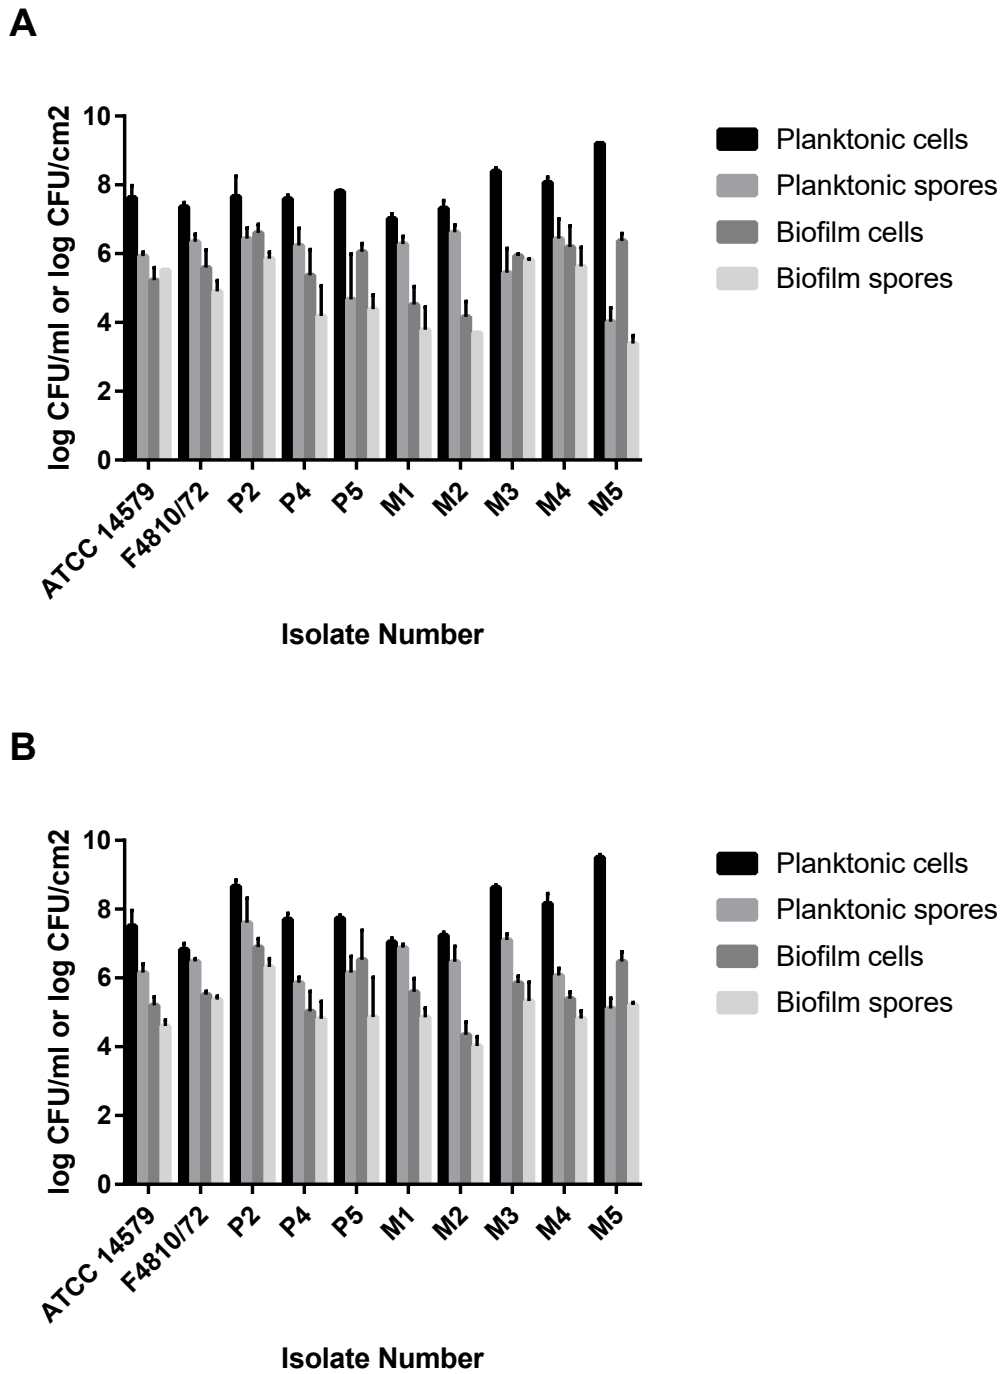 A
log CFU/ml or log CFU/cm2
10
8
6
4
2
0
ATCC 14579
F4810/72
P2
P4
P5
M1
M2
M3
M4
M5
Isolate Number
Planktonic cells
Planktonic spores
Biofilm cells
Biofilm spores
B
log CFU/ml or log CFU/cm2
10
8
6
4
2
0
ATCC 14579
F4810/72
P2
P4
P5
M1
M2
M3
M4
M5
Isolate Number
Planktonic cells
Planktonic spores
Biofilm cells
Biofilm spores